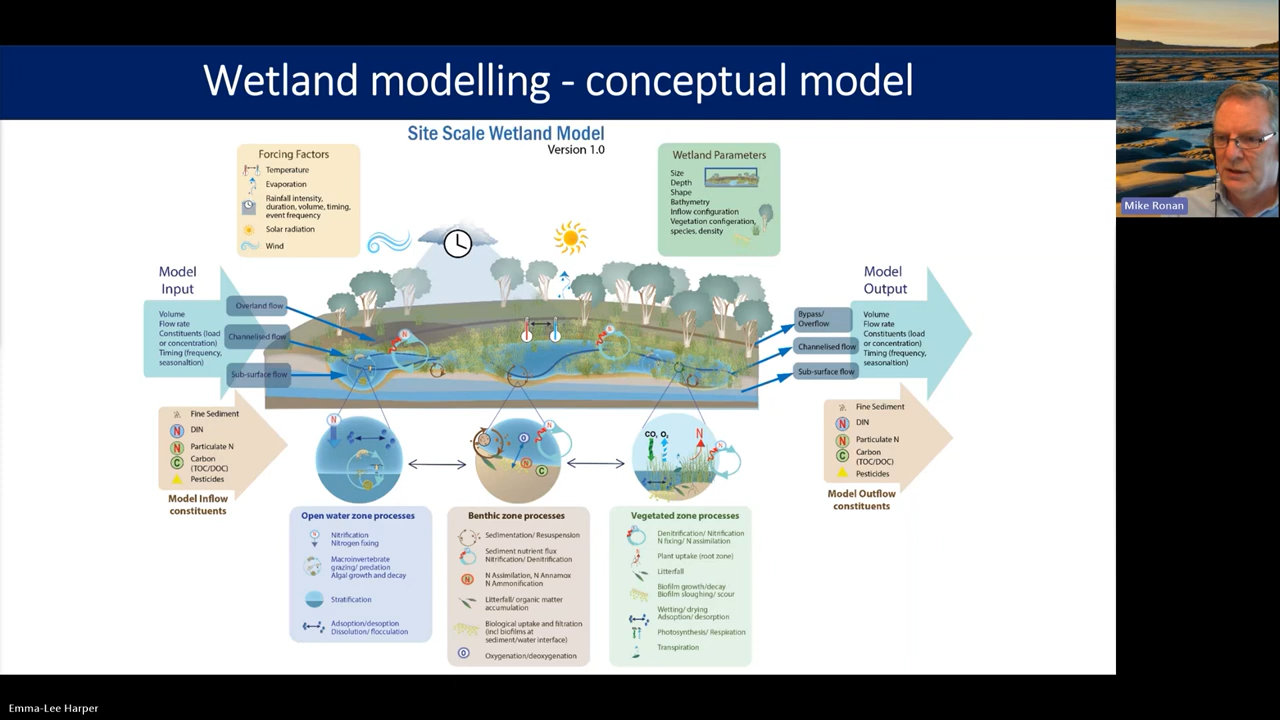 Wetland modelling - conceptual model
Site Scale Wetland Model
Version 1.0
Forcing Factors
Temperature
Evaporation
Rainfall intensity,
duration, volume, timing,
event frequency
Solar radiation
Wind
Wetland Parameters
Size
Depth
Shape
Bathymetry
Inflow configuration
Vegetation configeration,
species, density
Mike Ronan
Model
Input
Volume
Flow rate
Constituents (load
or concentration)
Timing (frequency,
seasonaltion)
Overland flow
Channelised flow
Sub-surface flow
N
N
Bypass/
Overflow
Channelised flow
Sub-surface flow
Model
Output
Volume
Flow rate
Constituents (load
or concentration)
Timing (frequency,
seasonaltion)
Fine Sediment
N DIN
N Particulate N
C Carbon
(TOC/DOC)
Pesticides
Model Inflow
constituents
N
N
O
N
C
CO, O,
N
N
Fine Sediment
N DIN
N Particulate N
C Carbon
(TOC/DOC)
Pesticides
Model Outflow
constituents
Open water zone processes
N Nitrification
Nitrogen fixing
Macroinvertebrate
grazing/ predation
Algal growth and decay
Stratification
Adsoption/desoption
Dissolution/ flocculation
Benthic zone processes
Sedimentation/ Resuspension
Sediment nutrient flux
Nitrification/ Denitrification
N N Assimilation, N Annamox
N Ammonification
Litterfall/ organic matter
accumulation
Biological uptake and filtration
(incl biofilms at
sediment/water interface)
O Oxygenation/deoxygenation
Vegetated zone processes
Denitrification/ Nitrification
N fixing/ N assimilation
Plant uptake (root zone)
Litterfall
Biofilm growth/decay
Biofilm sloughing/ scour
Wetting/ drying
Adsoption/ desorption
Photosynthesis/ Respiration
Transpiration
Emma-Lee Harper